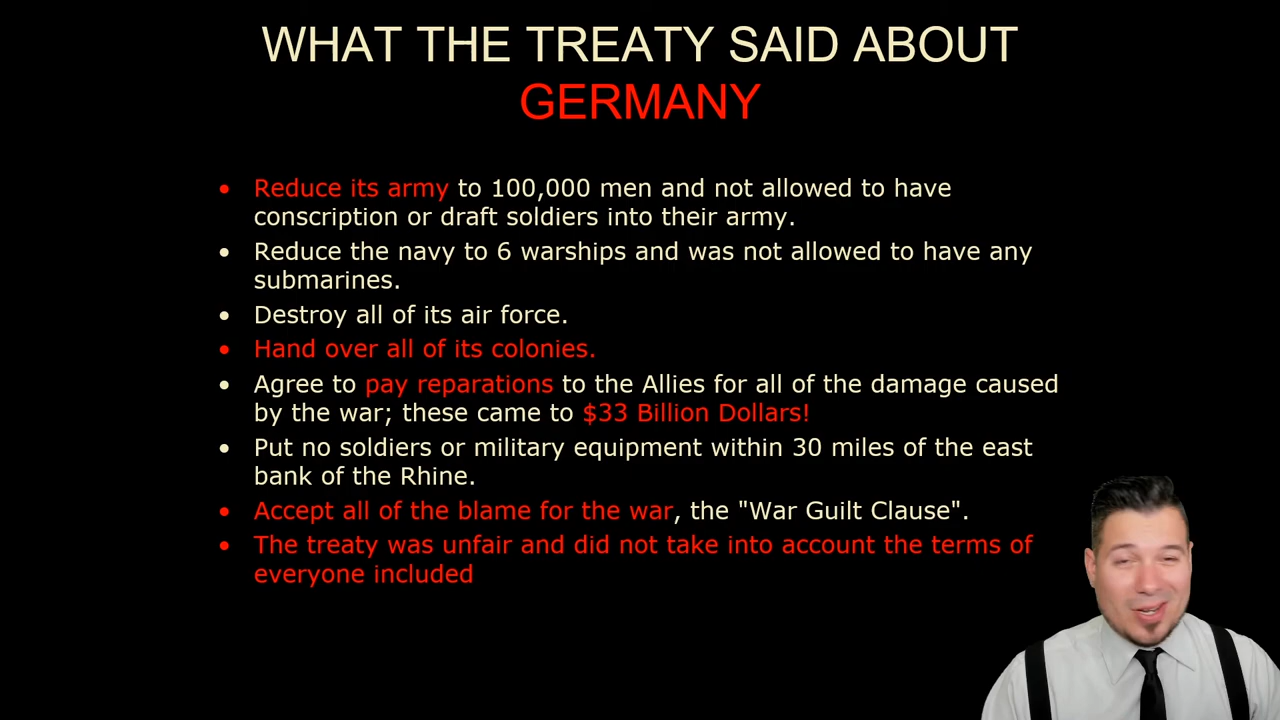 WHAT THE TREATY SAID ABOUT
GERMANY
• Reduce its army to 100,000 men and not allowed to have
conscription or draft soldiers into their army.
• Reduce the navy to 6 warships and was not allowed to have any
submarines.
• Destroy all of its air force.
• Hand over all of its colonies.
• Agree to pay reparations to the Allies for all of the damage caused
by the war; these came to $33 Billion Dollars!
• Put no soldiers or military equipment within 30 miles of the east
bank of the Rhine.
• Accept all of the blame for the war, the "War Guilt Clause".
• The treaty was unfair and did not take into account the terms of
everyone included